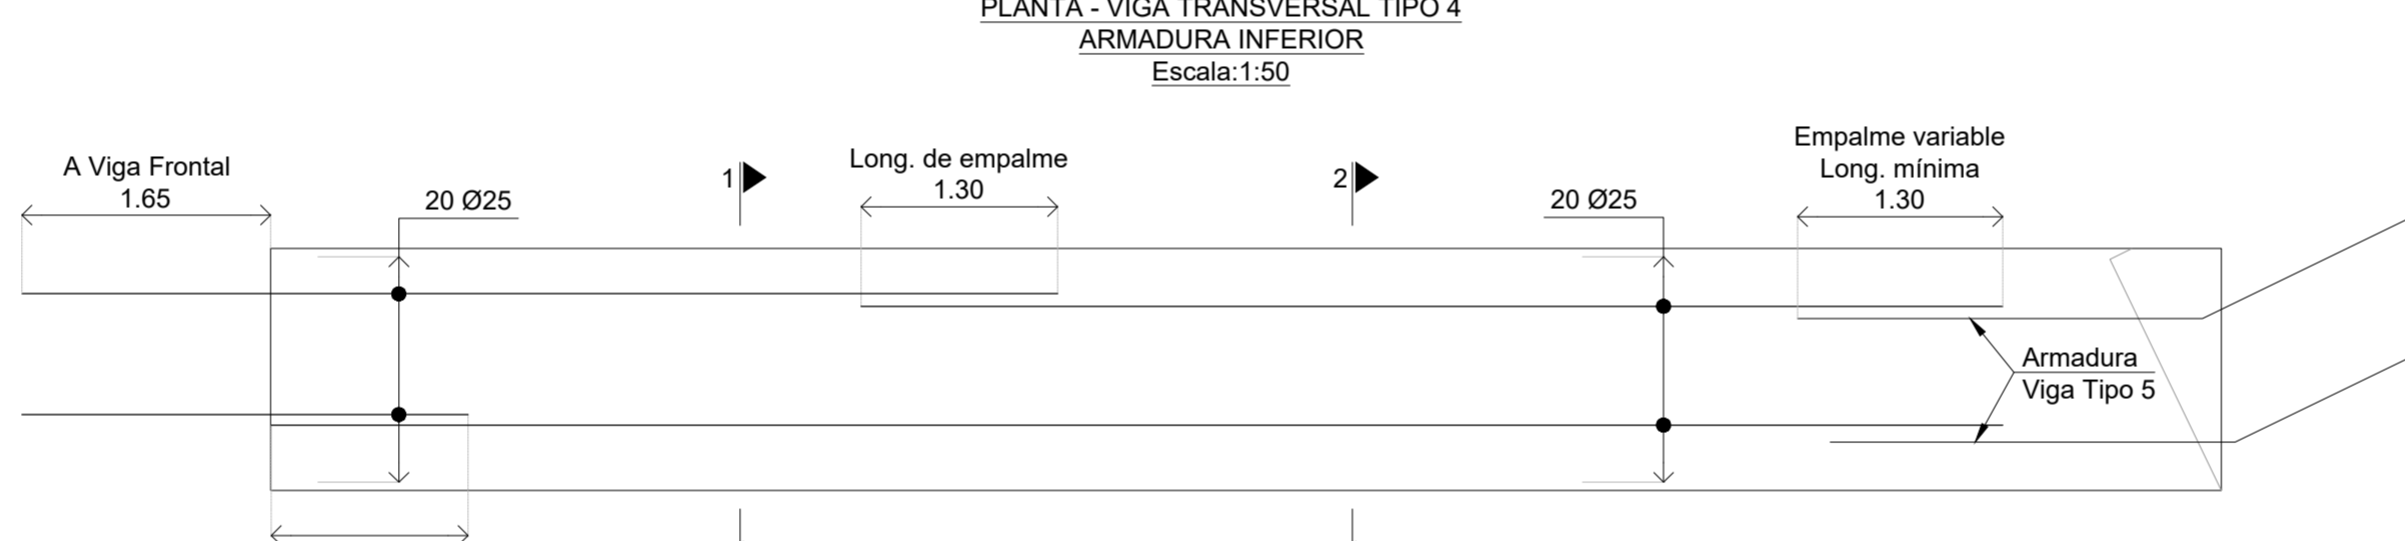 PLANTA - VIGA TRANSVERSAL TIPO 4
ARMADURA INFERIOR
Escala:1:50
A Viga Frontal
1.65
20 Ø25
1
Long. de empalme
1.30
2
20 Ø25
Empalme variable
Long. mínima
1.30
Armadura
Viga Tipo 5